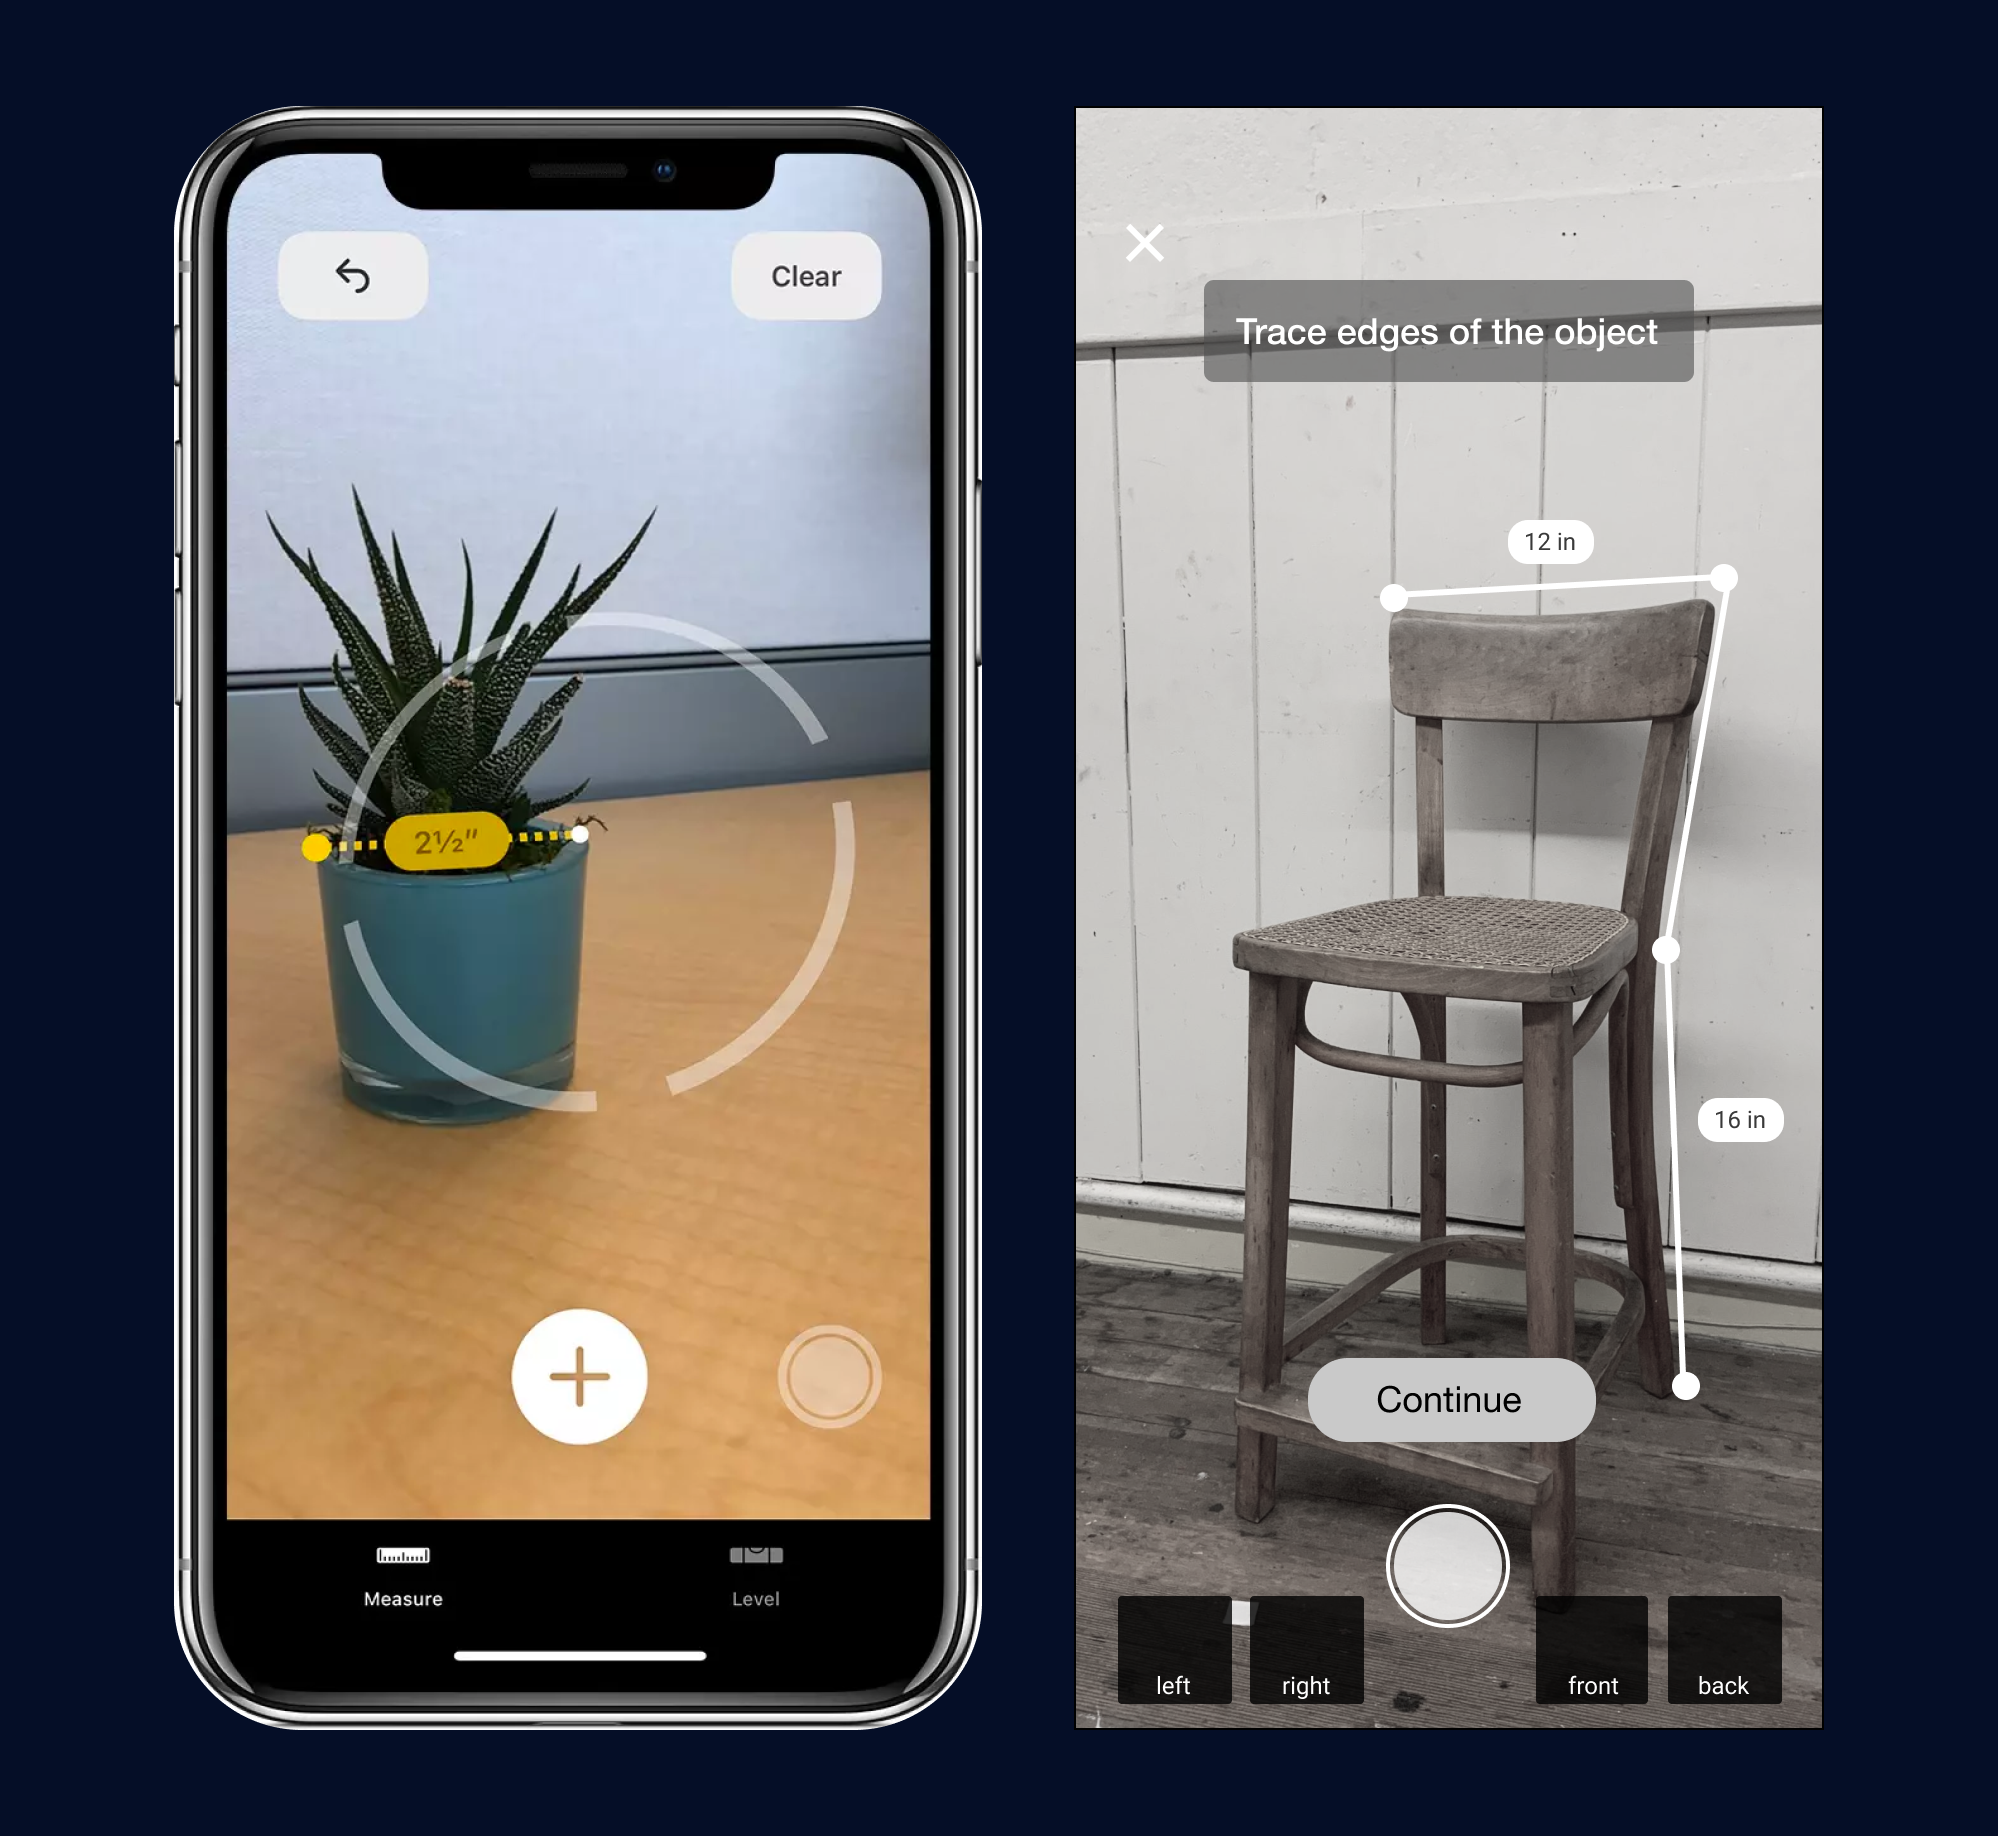 Clear
2½"
Measure
Level
Trace edges of the object
12 in
16 in
Continue
left
right
front
back